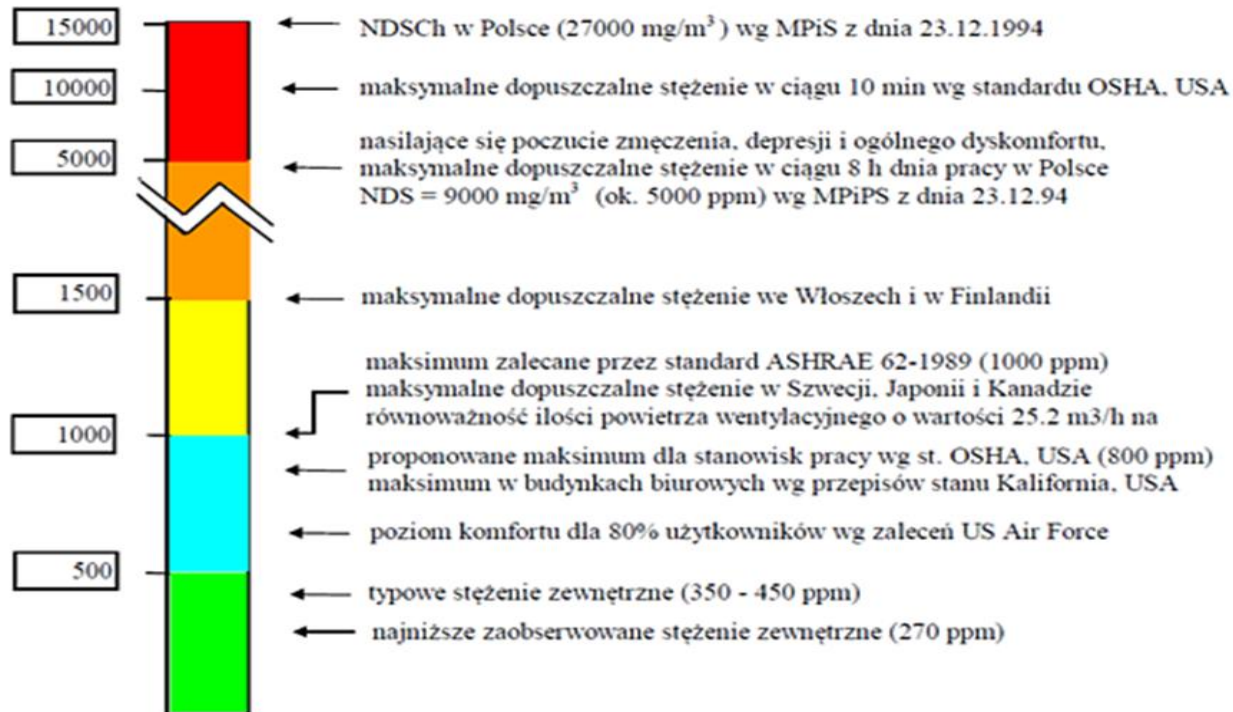 15000
NDSCh w Polsce (27000 mg/m³ ) wg MPiS z dnia 23.12.1994
10000
maksymalne dopuszczalne stężenie w ciągu 10 min wg standardu OSHA, USA
5000
nasilające się poczucie zmęczenia, depresji i ogólnego dyskomfortu,
maksymalne dopuszczalne stężenie w ciągu 8 h dnia pracy w Polsce
NDS = 9000 mg/m³ (ok. 5000 ppm) wg MPiPS z dnia 23.12.94
1500
maksymalne dopuszczalne stężenie we Włoszech i w Finlandii
maksimum zalecane przez standard ASHRAE 62-1989 (1000 ppm)
maksymalne dopuszczalne stężenie w Szwecji, Japonii i Kanadzie
równoważność ilości powietrza wentylacyjnego o wartości 25.2 m3/h na
1000
proponowane maksimum dla stanowisk pracy wg st. OSHA, USA (800 ppm)
maksimum w budynkach biurowych wg przepisów stanu Kalifornia, USA
poziom komfortu dla 80% użytkowników wg zaleceń US Air Force
500
typowe stężenie zewnętrzne (350 - 450 ppm)
najniższe zaobserwowane stężenie zewnętrzne (270 ppm)